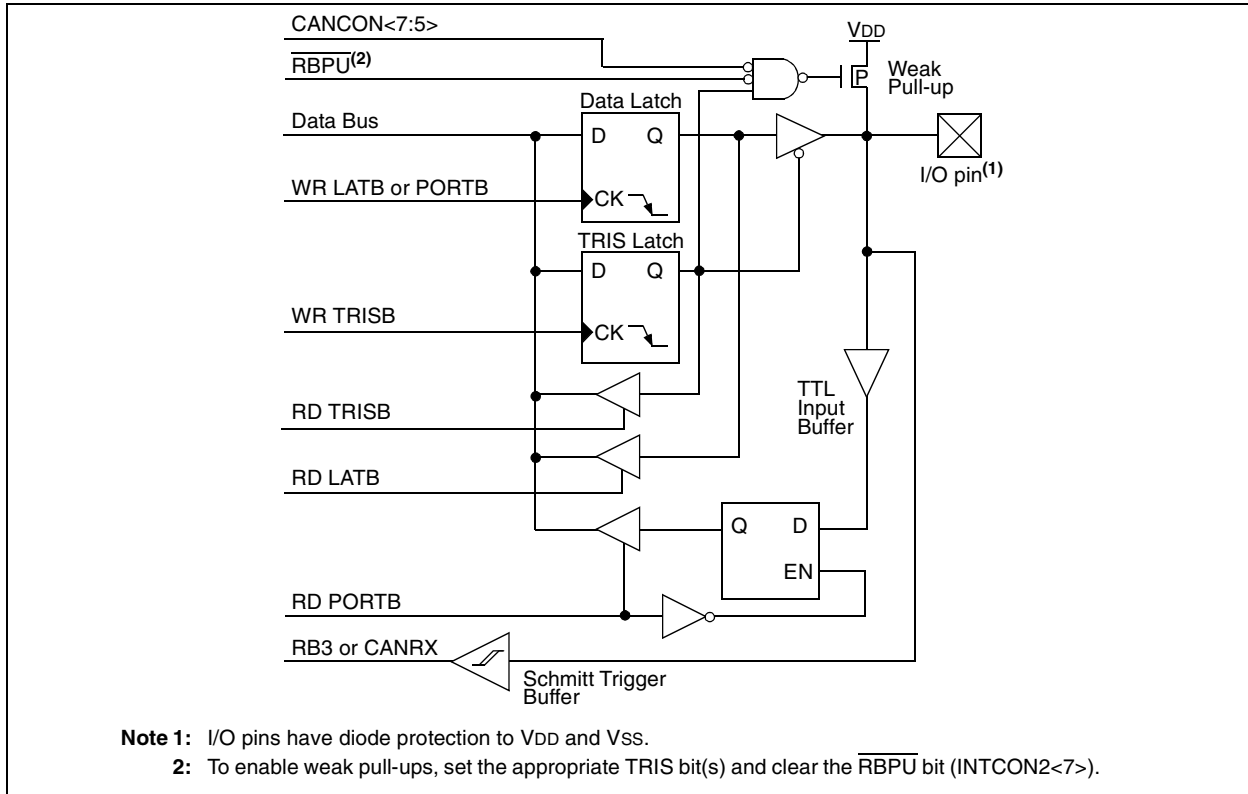 CANCON<7:5>
VDD
RBPU(2)
P
Weak
Pull-up
Data Latch
Data Bus
D Q
I/O pin(1)
WR LATB or PORTB
CK
TRIS Latch
D Q
WR TRISB
CK
TTL
Input
Buffer
RD TRISB
RD LATB
Q D
EN
RD PORTB
RB3 or CANRX
Schmitt Trigger
Buffer
Note 1: I/O pins have diode protection to VDD and VSS.
2: To enable weak pull-ups, set the appropriate TRIS bit(s) and clear the RBPU bit (INTCON2<7>).